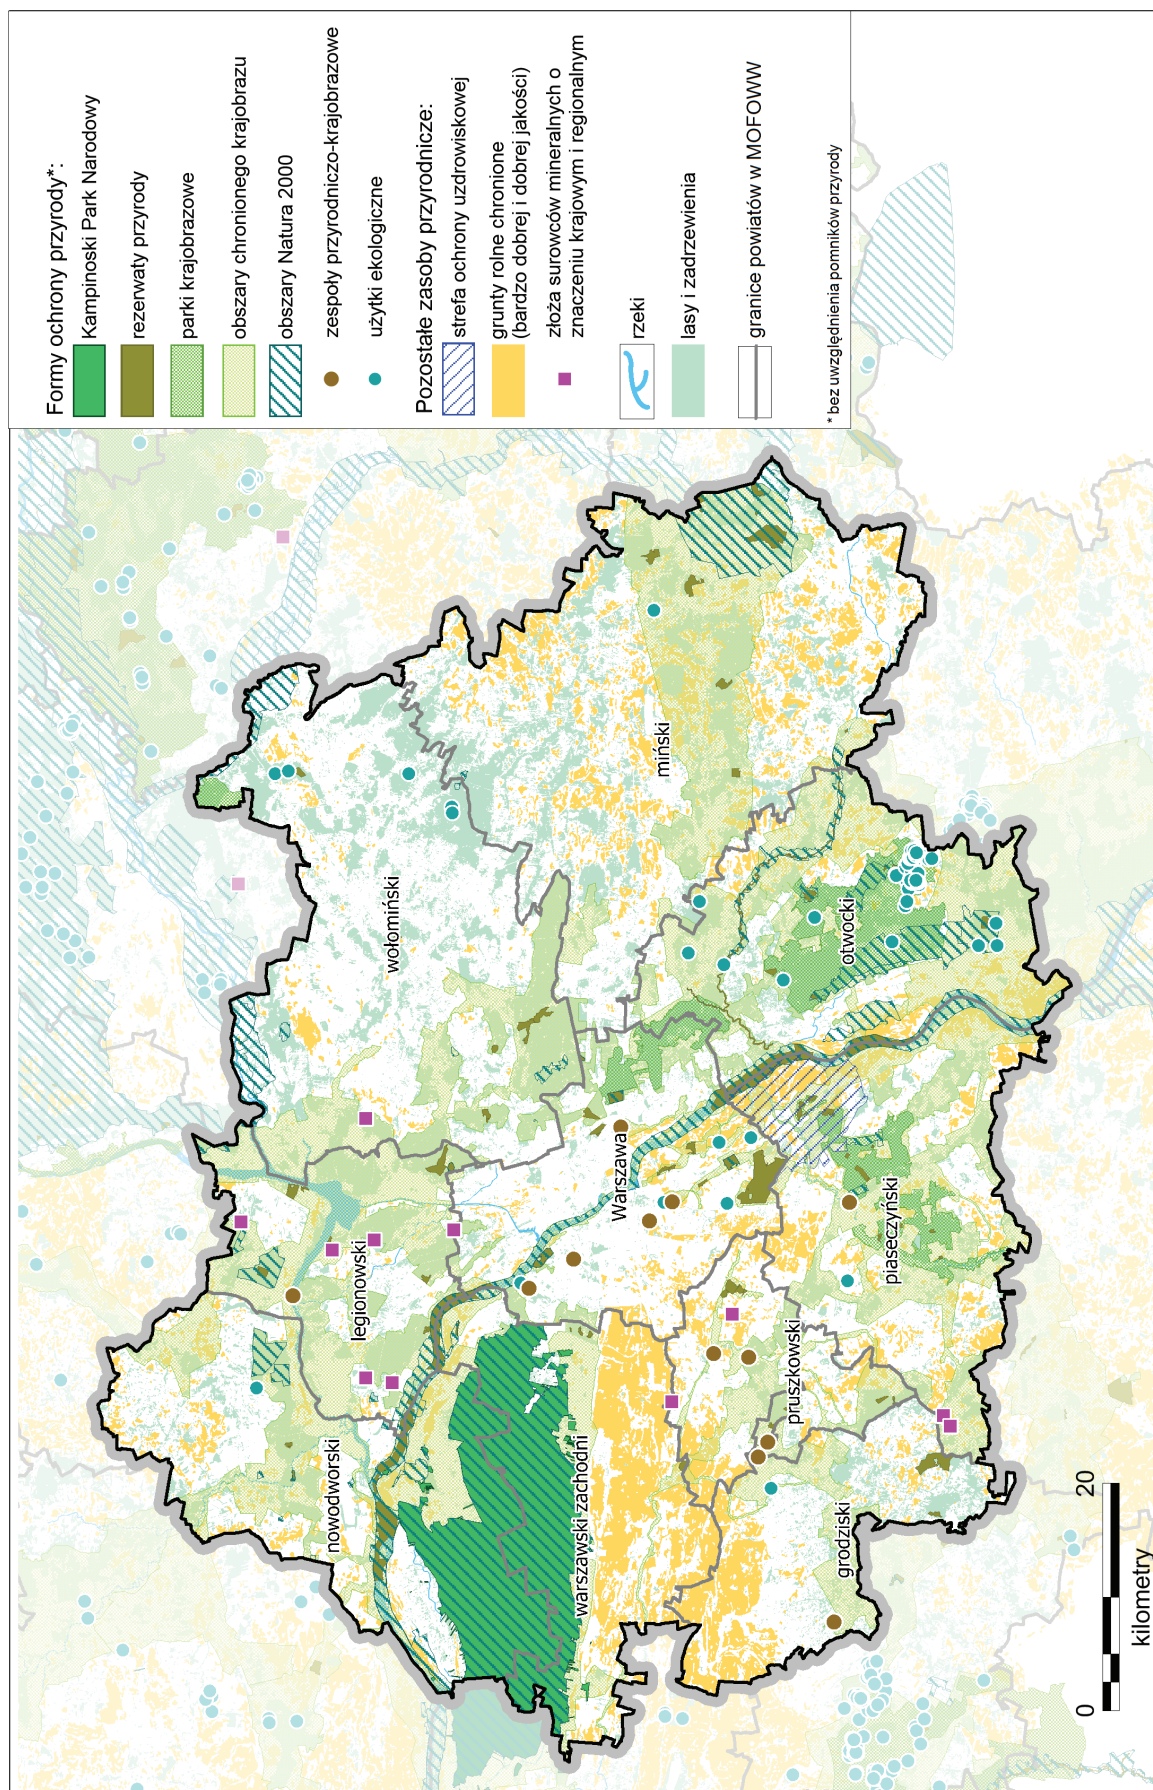 Formy ochrony przyrody*:
Kampinoski Park Narodowy
rezerwaty przyrody
parki krajobrazowe
obszary chronionego krajobrazu
obszary Natura 2000
zespoły przyrodniczo-krajobrazowe
użytki ekologiczne
Pozostałe zasoby przyrodnicze:
strefa ochrony uzdrowiskowej
grunty rolne chronione
(bardzo dobrej i dobrej jakości)
złoża surowców mineralnych o
znaczeniu krajowym i regionalnym
rzeki
lasy i zadrzewienia
granice powiatów w MOFOWW
* bez uwzględnienia pomników przyrody
nowodworski
legionowski
wołomiński
warszawski zachodni
Warszawa
miński
grodziski
pruszkowski
piaseczyński
otwocki
0
20
kilometry